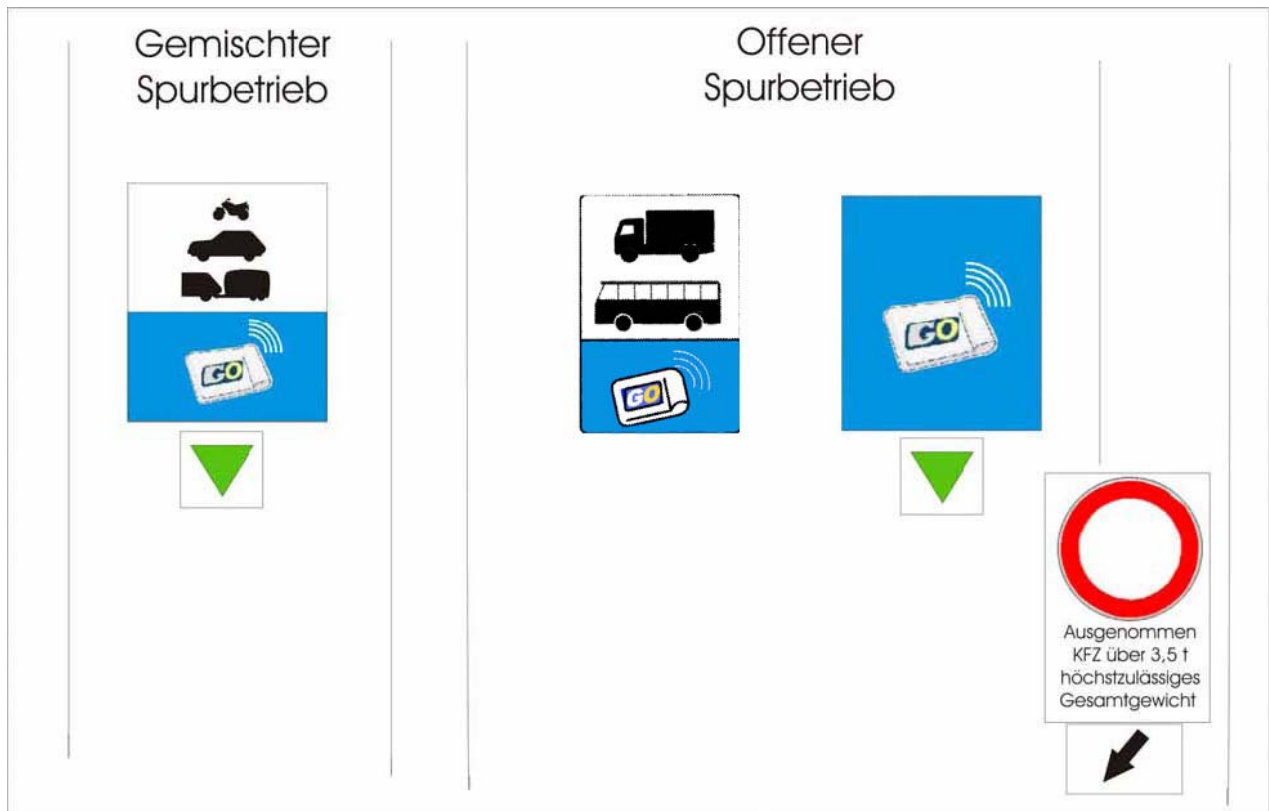 Gemischter
Spurbetrieb
Offener
Spurbetrieb
GO
GO
GO
Ausgenommen
KFZ über 3,5 t
höchstzulässiges
Gesamtgewicht